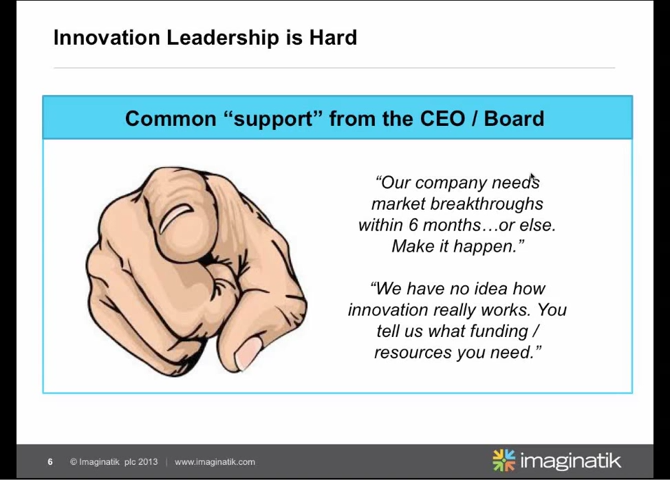 Innovation Leadership is Hard
Common “support” from the CEO / Board
“Our company needs
market breakthroughs
within 6 months…or else.
Make it happen.”
“We have no idea how
innovation really works. You
tell us what funding /
resources you need.”
6 © Imaginatik plc 2013 | www.imaginatik.com
imaginatik